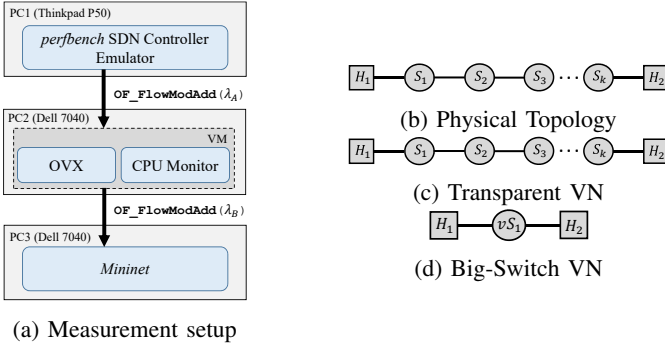 PC1 (Thinkpad P50)
perfbench SDN Controller
Emulator
OF_FlowModAdd(λ_A)
PC2 (Dell 7040)
VM
OVX
CPU Monitor
OF_FlowModAdd(λ_B)
PC3 (Dell 7040)
Mininet
(a) Measurement setup
H₁ S₁ S₂ S₃ ··· Sₖ H₂
(b) Physical Topology
H₁ S₁ S₂ S₃ ··· Sₖ H₂
(c) Transparent VN
H₁ vS₁ H₂
(d) Big-Switch VN